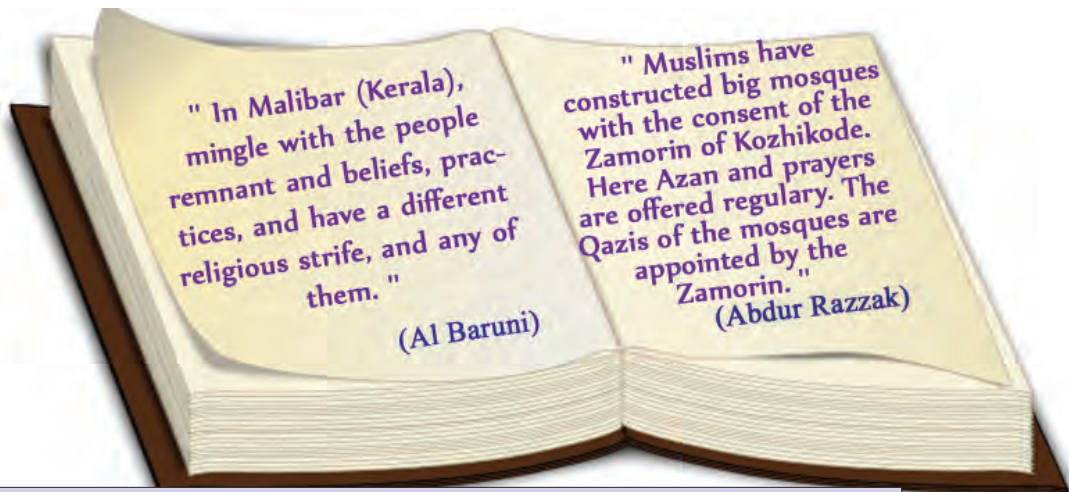 " In Malibar (Kerala),
mingle with the people
remnant and beliefs, prac-
tices, and have a different
religious strife, and any of
them. "
(Al Baruni)
" Muslims have
constructed big mosques
with the consent of the
Zamorin of Kozhikode.
Here Azan and prayers
are offered regulary. The
Qazis of the mosques are
appointed by the
Zamorin. "
(Abdur Razzak)